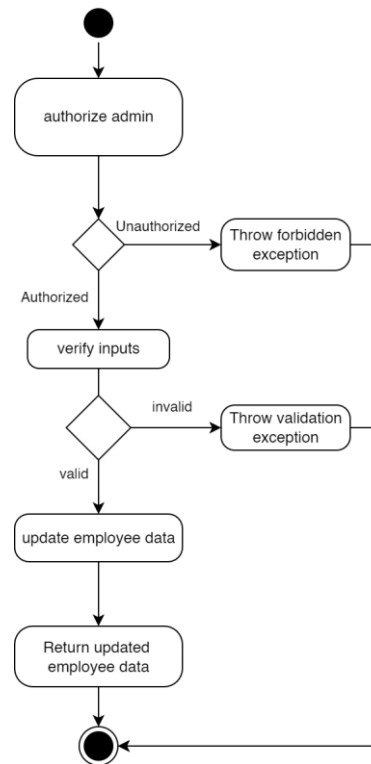 authorize admin
Unauthorized
Throw forbidden
exception
Authorized
verify inputs
invalid
Throw validation
exception
valid
update employee data
Return updated
employee data